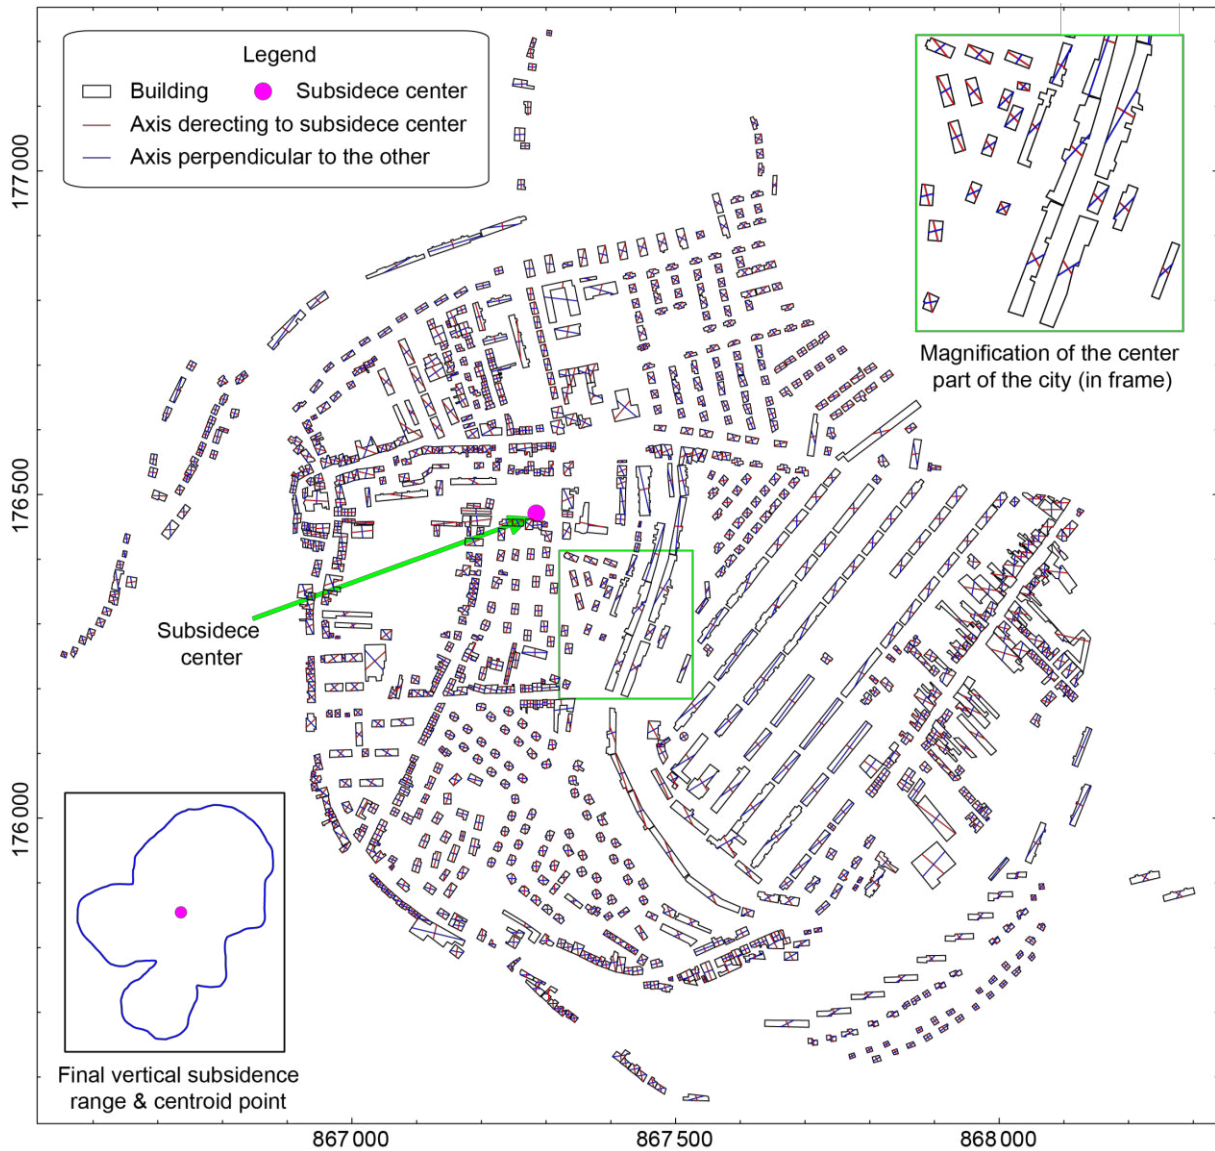 Legend
Building
Subsidece center
Axis derecting to subsidece center
Axis perpendicular to the other
Magnification of the center
part of the city (in frame)
Subsidece
center
Final vertical subsidence
range & centroid point
177 000
176 500
176 000
867 000
867 500
868 000